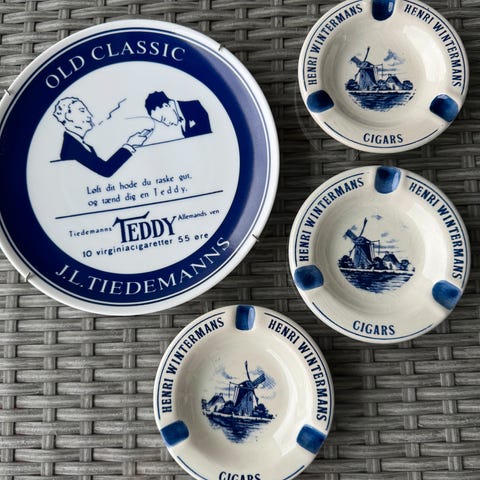 OLD CLASSIC
Løft dit hode du raske gut,
og tænd dig en Teddy.
Tiedemanns TEDDY Allemands ven
10 virginiacigaretter 55 øre
J.L.TIEDEMANNS
HENRI WINTERMANS
HENRI WINTERMANS
CIGARS
HENRI WINTERMANS
HENRI WINTERMANS
CIGARS
HENRI WINTERMANS
HENRI WINTERMANS
CIGARS